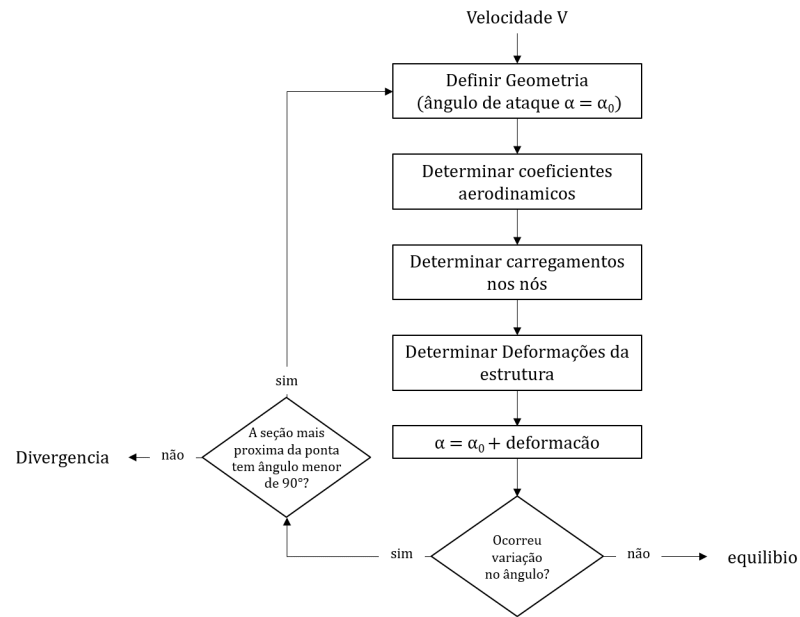 Velocidade V
Definir Geometria
(ângulo de ataque α = α₀)
Determinar coeficientes
aerodinamicos
Determinar carregamentos
nos nós
Determinar Deformações da
estrutura
α = α₀ + deformacão
Ocorreu
variação
no ângulo?
não
equilibio
sim
A seção mais
proxima da ponta
tem ângulo menor
de 90°?
não
Divergencia
sim